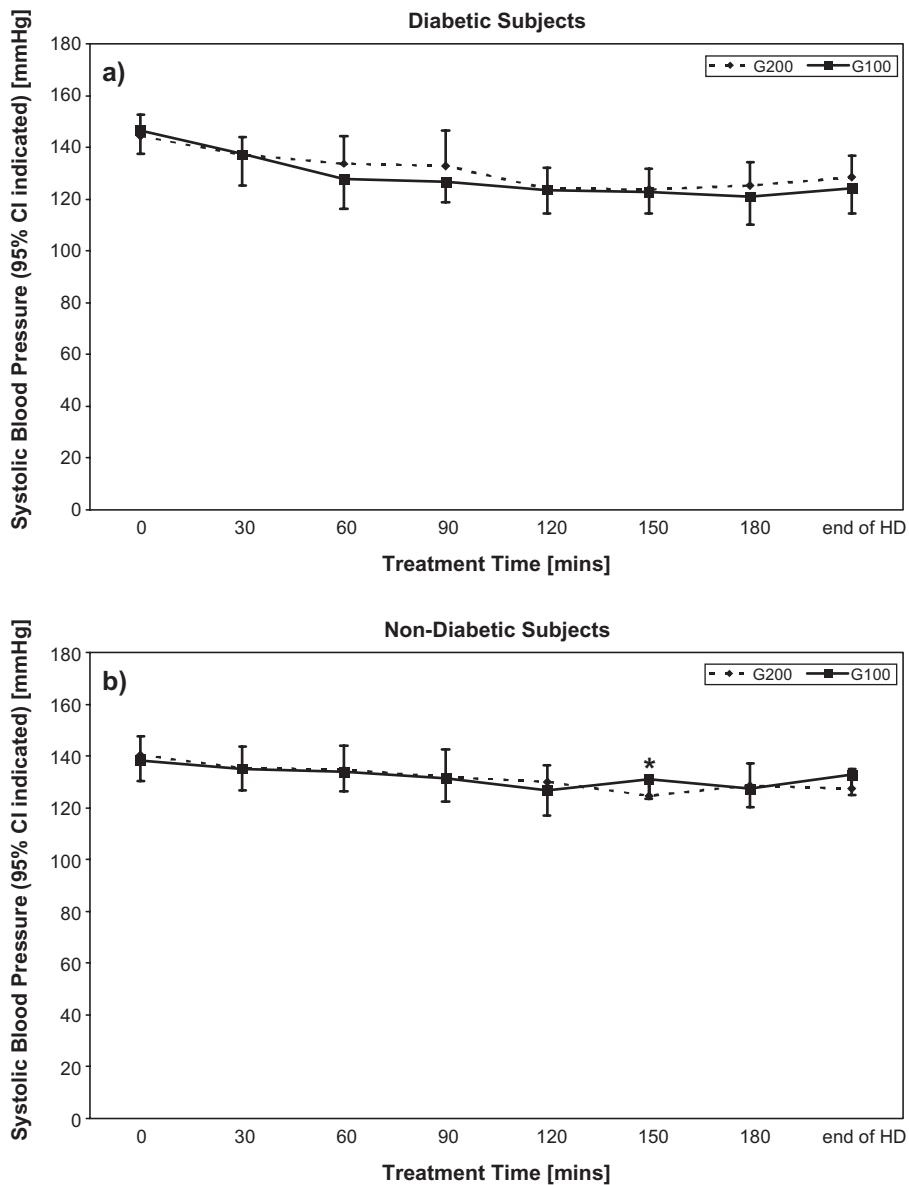 Diabetic Subjects
a)
G200 G100
Systolic Blood Pressure (95% CI indicated) [mmHg]
180
160
140
120
100
80
60
40
20
0
0 30 60 90 120 150 180 end of HD
Treatment Time [mins]
Non-Diabetic Subjects
b)
G200 G100
Systolic Blood Pressure (95% CI indicated) [mmHg]
180
160
140
120
100
80
60
40
20
0
*
0 30 60 90 120 150 180 end of HD
Treatment Time [mins]